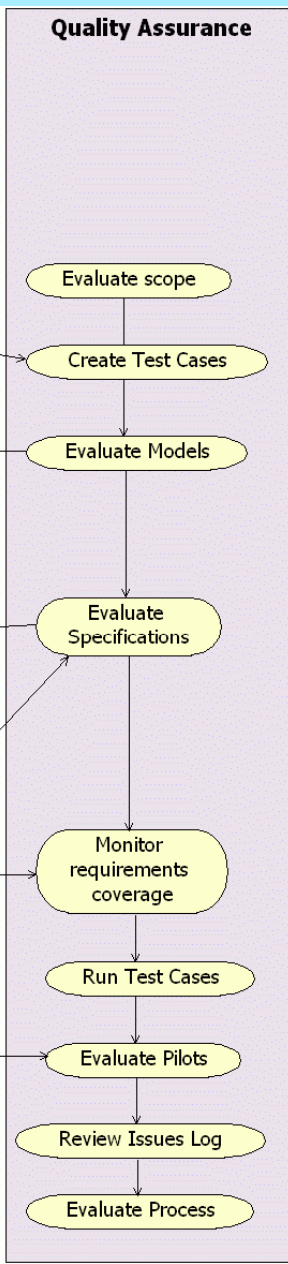 Quality Assurance
Evaluate scope
Create Test Cases
Evaluate Models
Evaluate
Specifications
Monitor
requirements
coverage
Run Test Cases
Evaluate Pilots
Review Issues Log
Evaluate Process